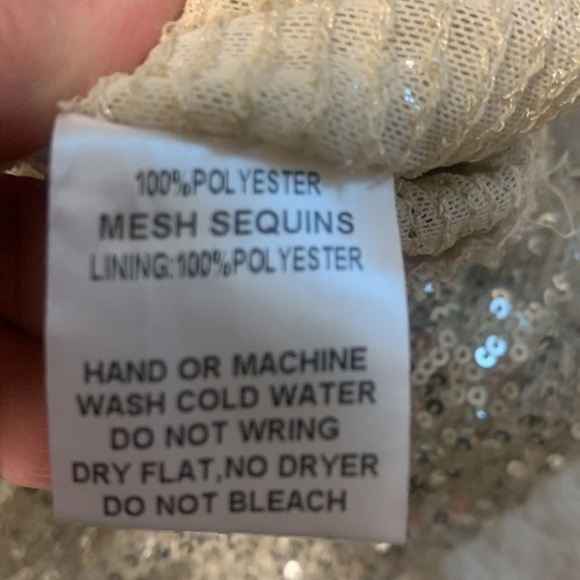 100%POLYESTER
MESH SEQUINS
LINING:100%POLYESTER
HAND OR MACHINE
WASH COLD WATER
DO NOT WRING
DRY FLAT,NO DRYER
DO NOT BLEACH